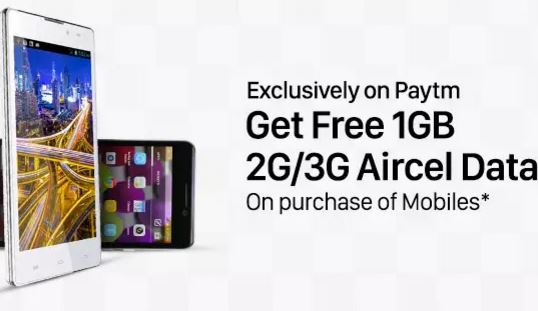 Exclusively on Paytm
Get Free 1GB
2G/3G Aircel Data
On purchase of Mobiles*